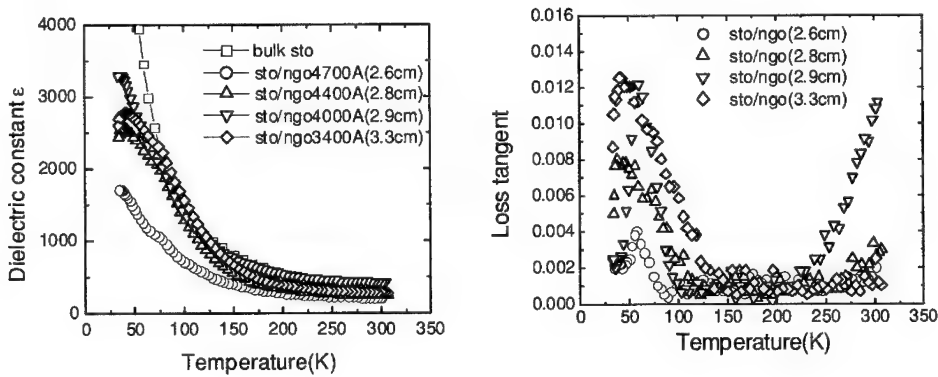 4000
3000
2000
1000
0
0 50 100 150 200 250 300 350
Dielectric constant ε
Temperature(K)
bulk sto
sto/ngo4700A(2.6cm)
sto/ngo4400A(2.8cm)
sto/ngo4000A(2.9cm)
sto/ngo3400A(3.3cm)
0.016
0.014
0.012
0.010
0.008
0.006
0.004
0.002
0.000
0 50 100 150 200 250 300 350
Loss tangent
Temperature(K)
sto/ngo(2.6cm)
sto/ngo(2.8cm)
sto/ngo(2.9cm)
sto/ngo(3.3cm)